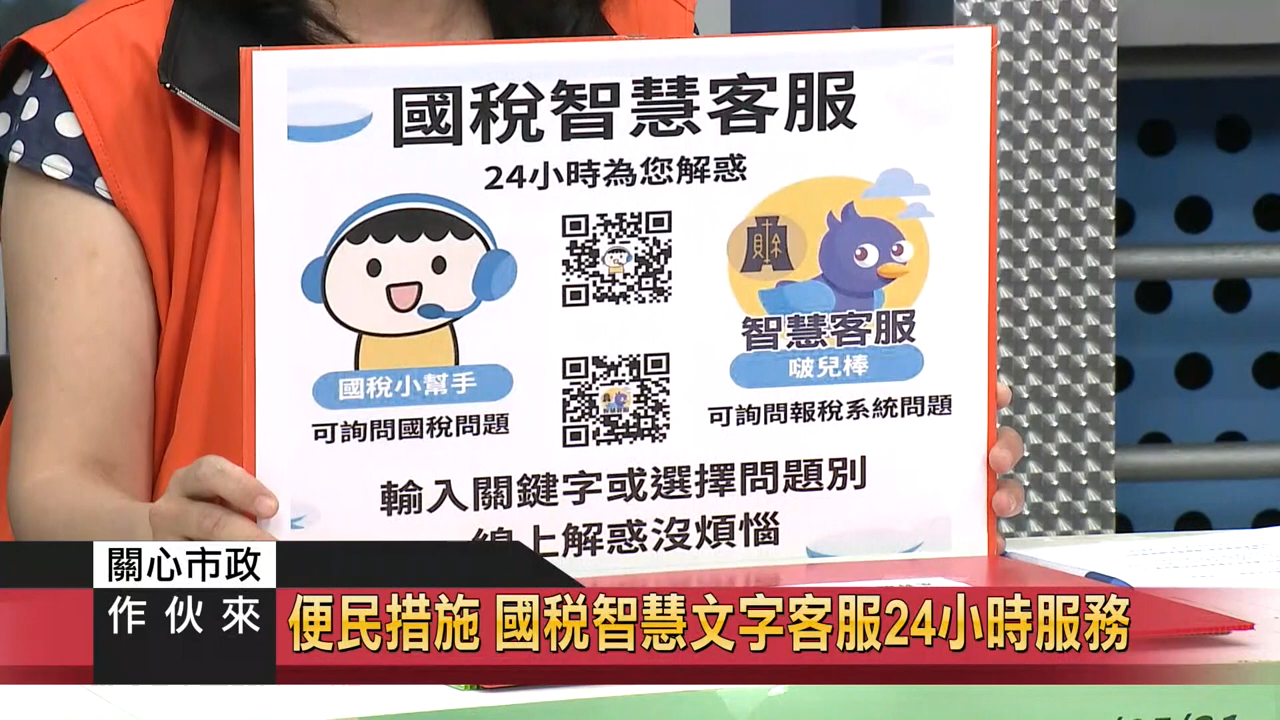 國稅智慧客服
24小時為您解惑
財
智慧客服
國稅小幫手
啵兒棒
可詢問國稅問題
可詢問報稅系統問題
輸入關鍵字或選擇問題別
線上解惑沒煩惱
關心市政
作伙來
便民措施 國稅智慧文字客服24小時服務